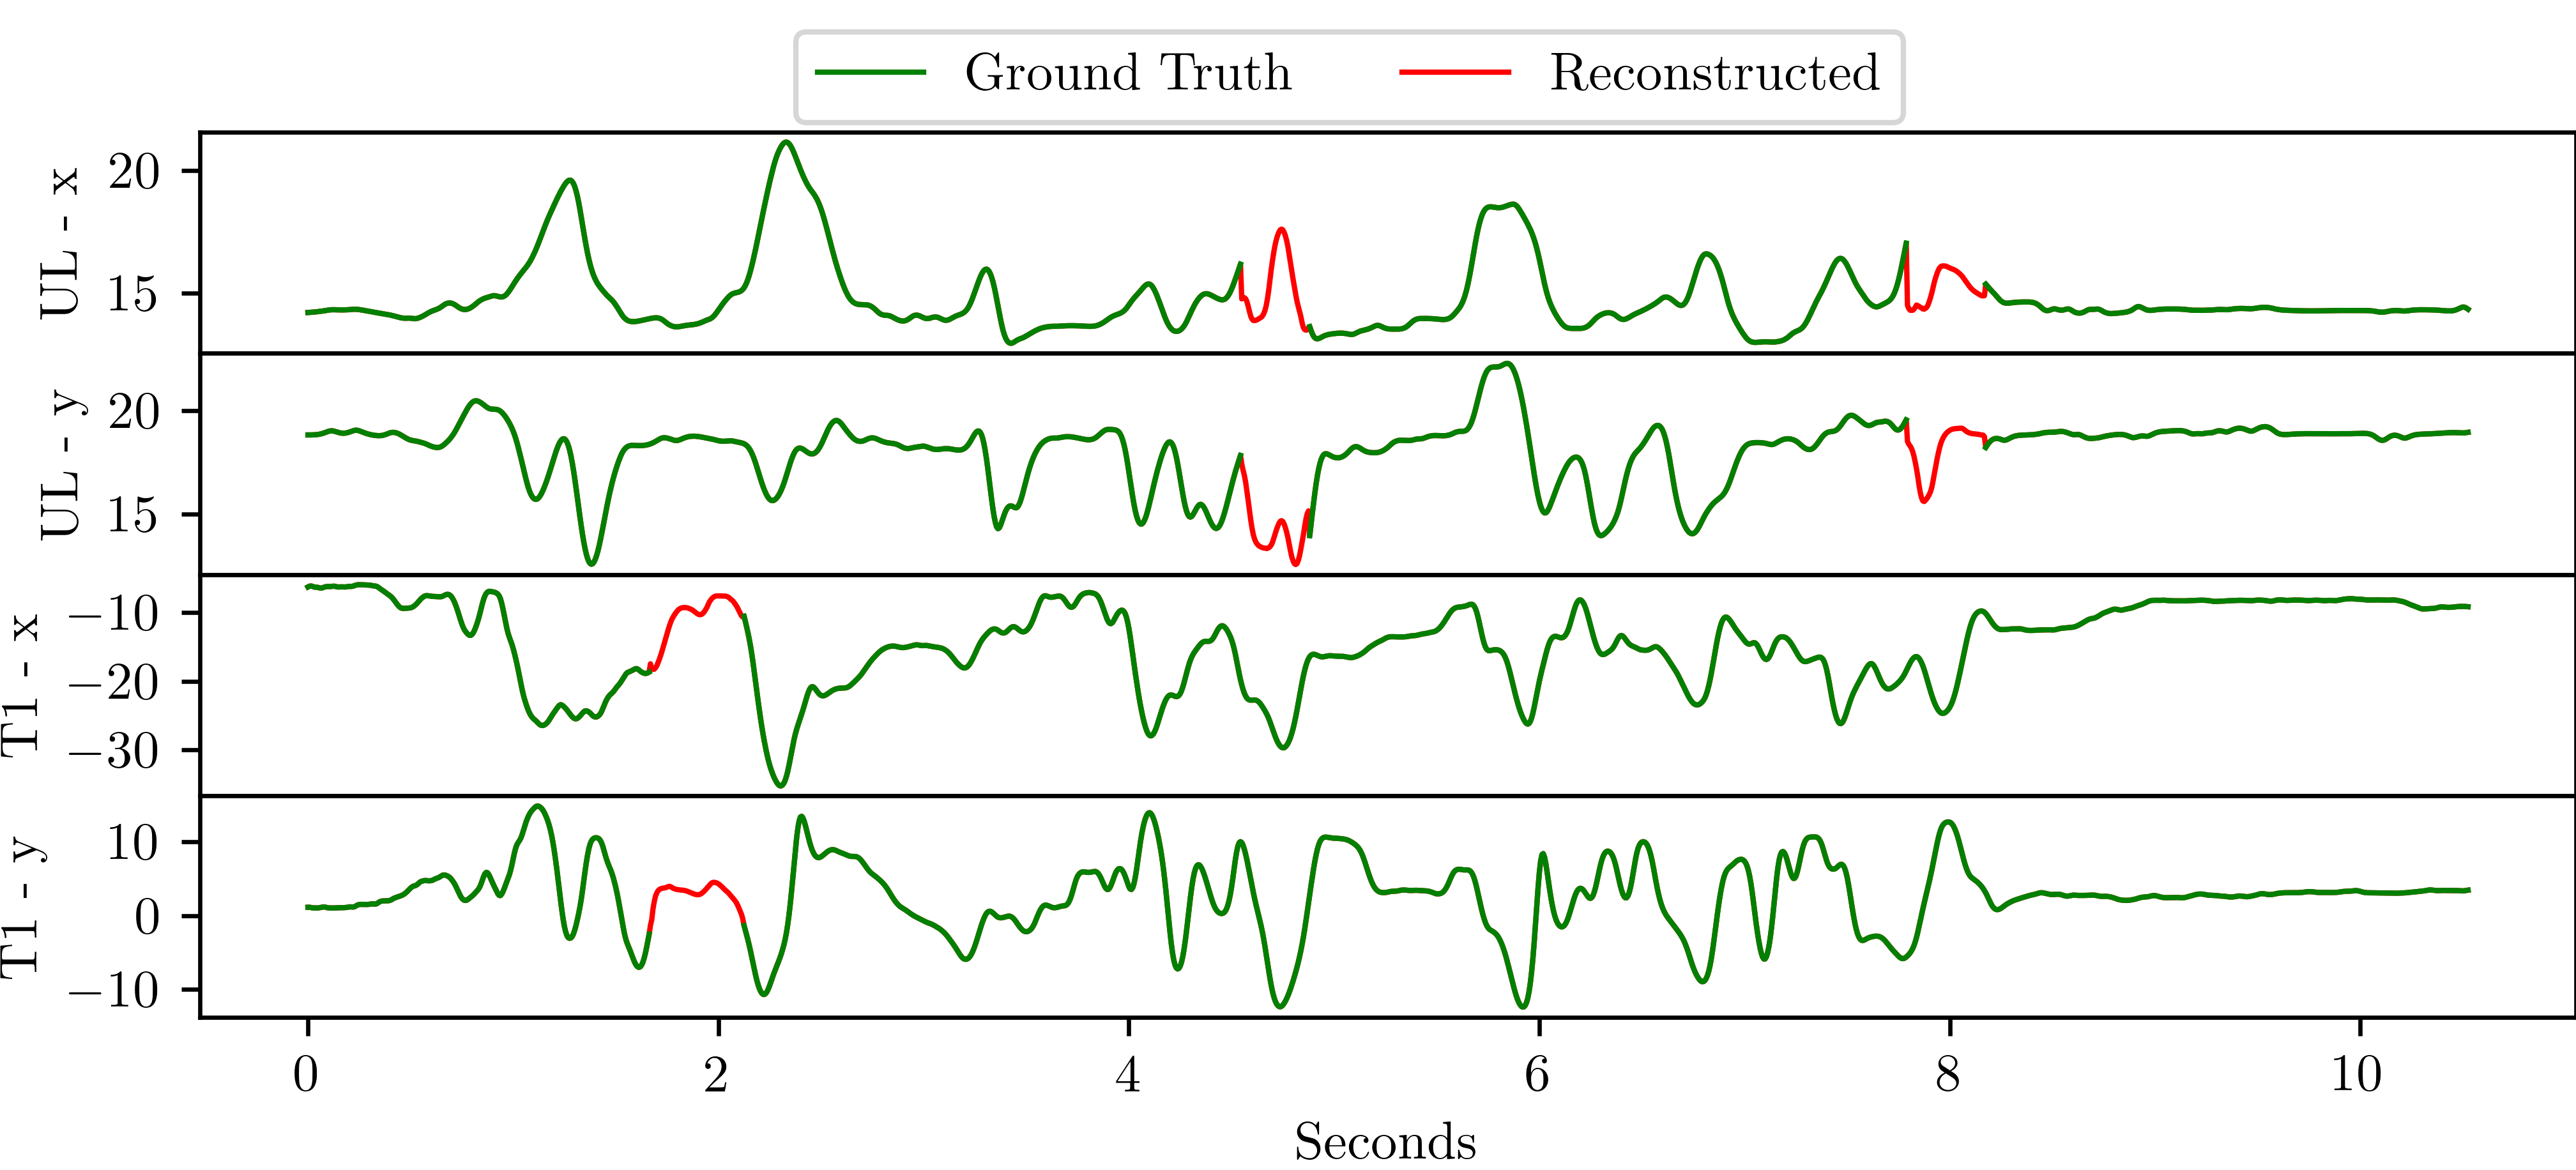 Ground Truth
Reconstructed
UL - x
20
15
UL - y
20
15
T1 - x
−10
−20
−30
T1 - y
10
0
−10
0 2 4 6 8 10
Seconds